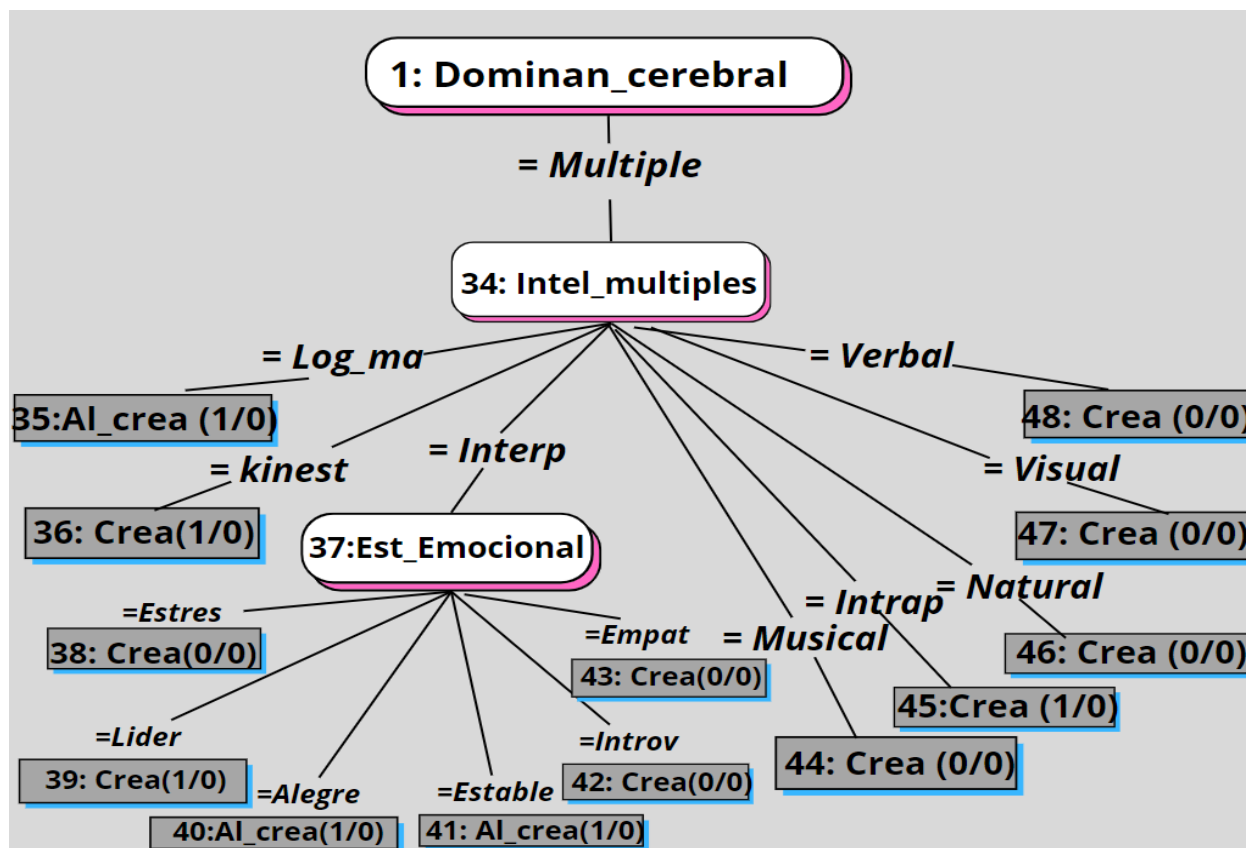 1: Dominan_cerebral
= Multiple
34: Intel_multiples
= Log_ma
= Verbal
35:Al_crea (1/0)
48: Crea (0/0)
= kinest
= Interp
= Visual
36: Crea(1/0)
47: Crea (0/0)
37:Est_Emocional
= Intrap
= Natural
=Estres
=Empat
= Musical
38: Crea(0/0)
43: Crea(0/0)
46: Crea (0/0)
45:Crea (1/0)
=Lider
=Introv
44: Crea (0/0)
39: Crea(1/0)
=Alegre
=Estable
42: Crea(0/0)
40:Al_crea(1/0)
41: Al_crea(1/0)